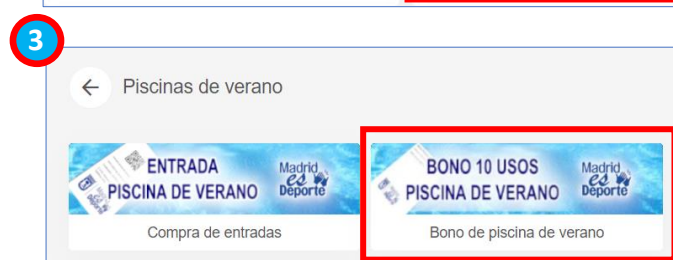 3
Piscinas de verano
ENTRADA
PISCINA DE VERANO
Madrid
es
Deporte
BONO 10 USOS
PISCINA DE VERANO
Madrid
es
Deporte
Compra de entradas
Bono de piscina de verano